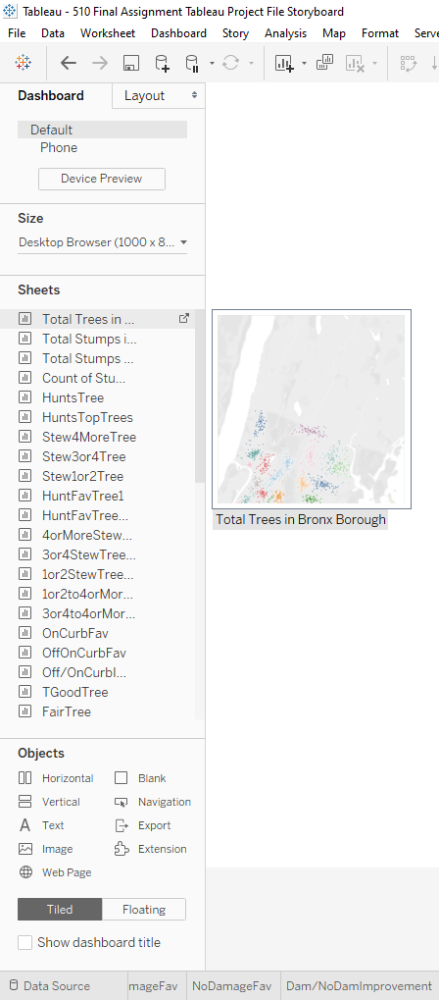 Tableau - 510 Final Assignment Tableau Project File Storyboard
File Data Worksheet Dashboard Story Analysis Map Format Serve
Dashboard Layout
Default
Phone
Device Preview
Size
Desktop Browser (1000 x 8...
Sheets
Total Trees in ...
Total Stumps i...
Total Stumps ...
Count of Stu...
HuntsTree
HuntsTopTrees
Stew4MoreTree
Stew3or4Tree
Stew1or2Tree
HuntFavTree1
HuntFavTree...
4orMoreStew...
3or4StewTree...
1or2StewTree...
1or2to4orMor...
3or4to4orMor...
OnCurbFav
OffOnCurbFav
Off/OnCurbI...
TGoodTree
FairTree
Total Trees in Bronx Borough
Objects
Horizontal Blank
Vertical Navigation
Text Export
Image Extension
Web Page
Tiled Floating
Show dashboard title
Data Source mageFav NoDamageFav Dam/NoDamImprovement